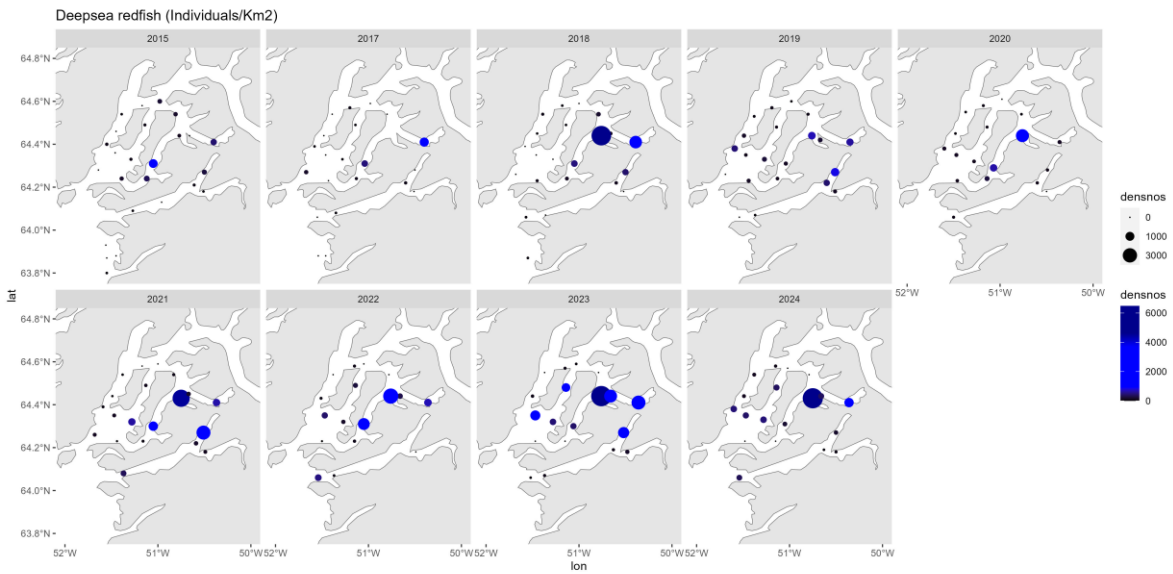 Deepsea redfish (Individuals/Km2)
2015
2017
2018
2019
2020
64.8°N
64.6°N
64.4°N
64.2°N
64.0°N
63.8°N
52°W
51°W
50°W
densnos
0
1000
3000
densnos
6000
4000
2000
0
lat
2021
2022
2023
2024
64.8°N
64.6°N
64.4°N
64.2°N
64.0°N
63.8°N
52°W
51°W
50°W
52°W
51°W
50°W
52°W
51°W
50°W
52°W
51°W
50°W
lon